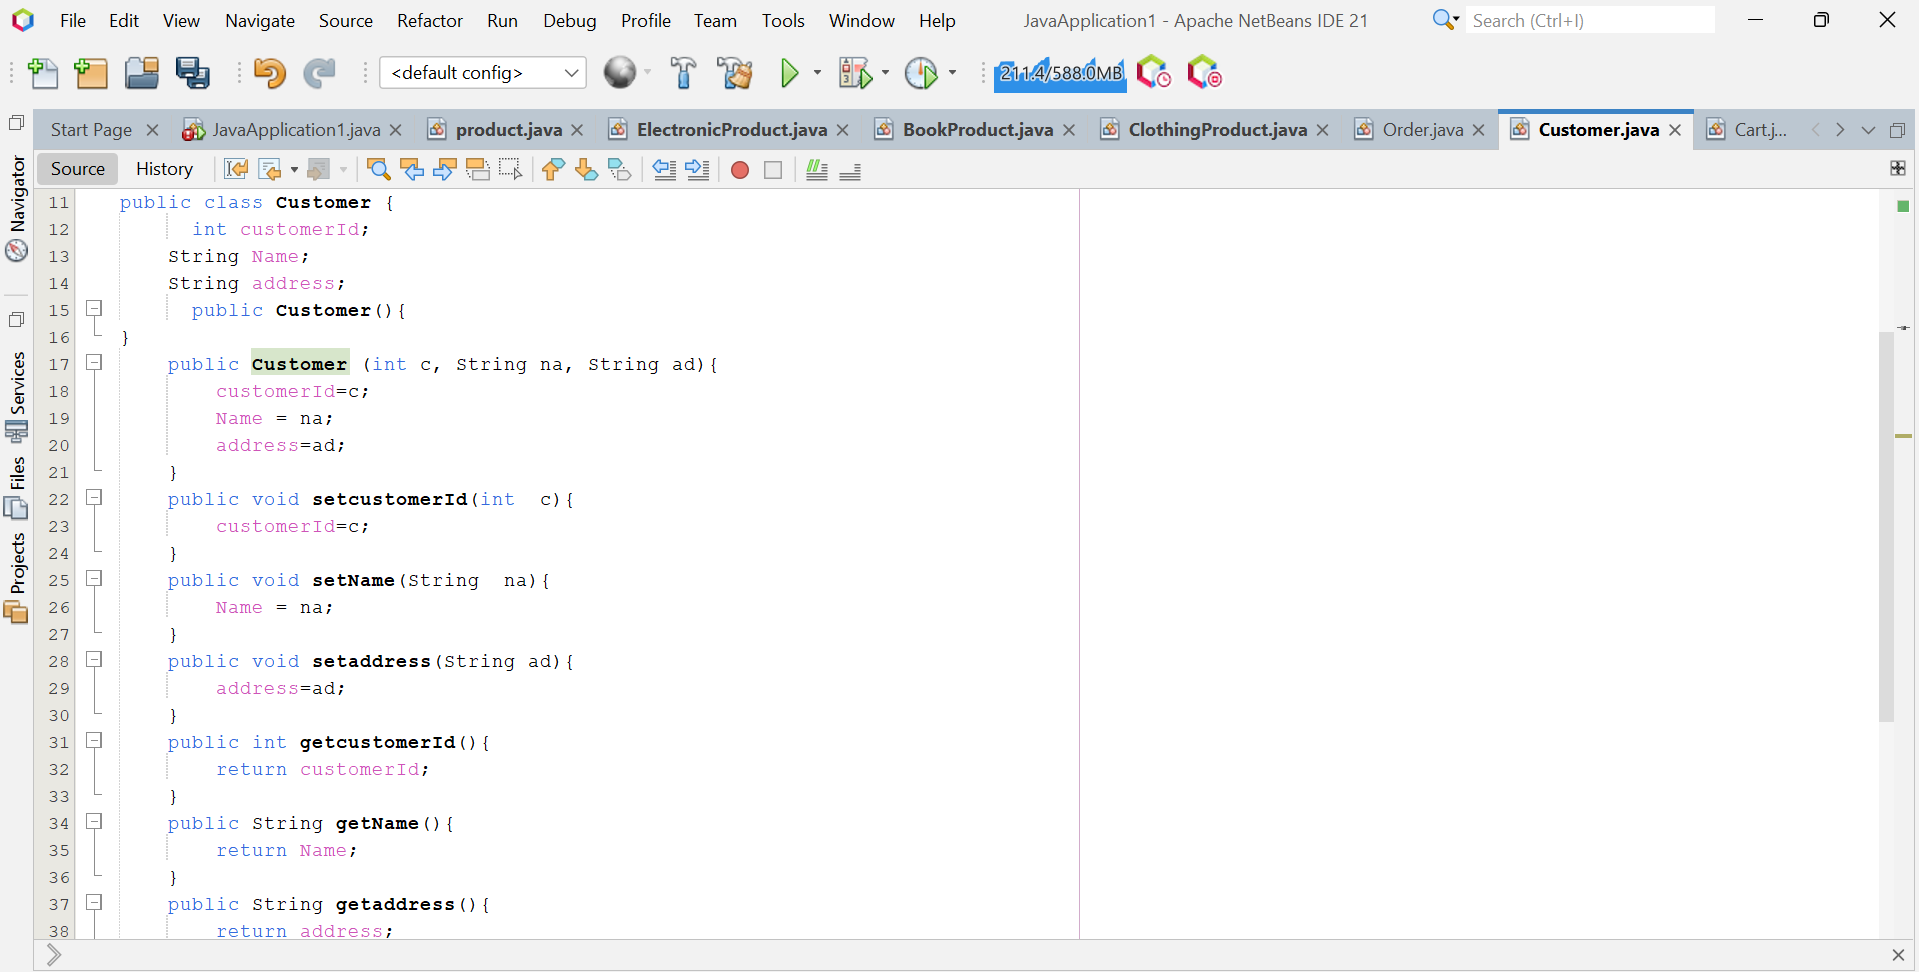 File Edit View Navigate Source Refactor Run Debug Profile Team Tools Window Help JavaApplication1 - Apache NetBeans IDE 21 Search (Ctrl+I)
<default config> 211.4/588.0MB
Start Page JavaApplication1.java product.java ElectronicProduct.java BookProduct.java ClothingProduct.java Order.java Customer.java Cart.j...
Source History
Navigator
Services
Files
Projects
11 public class Customer {
12 int customerId;
13 String Name;
14 String address;
15 public Customer(){
16 }
17 public Customer (int c, String na, String ad){
18 customerId=c;
19 Name = na;
20 address=ad;
21 }
22 public void setcustomerId(int  c){
23 customerId=c;
24 }
25 public void setName(String  na){
26 Name = na;
27 }
28 public void setaddress(String ad){
29 address=ad;
30 }
31 public int getcustomerId(){
32 return customerId;
33 }
34 public String getName(){
35 return Name;
36 }
37 public String getaddress(){
38 return address;